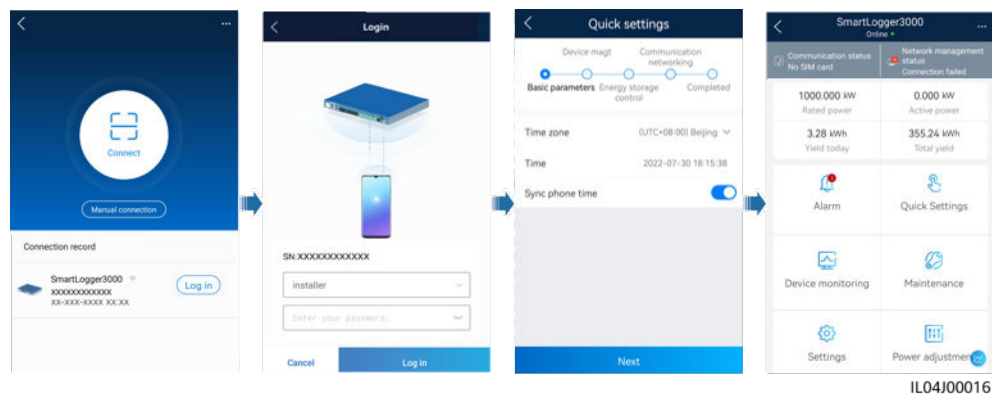 Connect
Manual connection
Connection record
SmartLogger3000
XXXXXXXXXXXX
XX-XXX-XXXX XX:XX
Log in
Login
SN:XXXXXXXXXXXX
installer
Enter your password.
Cancel
Log in
Quick settings
Device magt
Communication
networking
Basic parameters
Energy storage
control
Completed
Time zone
(UTC+08:00) Beijing
Time
2022-07-30 18:15:38
Sync phone time
Next
SmartLogger3000
Online
Communication status
No SIM card
Network management
status
Connection failed
1000.000 kW
Rated power
0.000 kW
Active power
3.28 kWh
Yield today
355.24 kWh
Total yield
Alarm
Quick Settings
Device monitoring
Maintenance
Settings
Power adjustment
IL04J00016